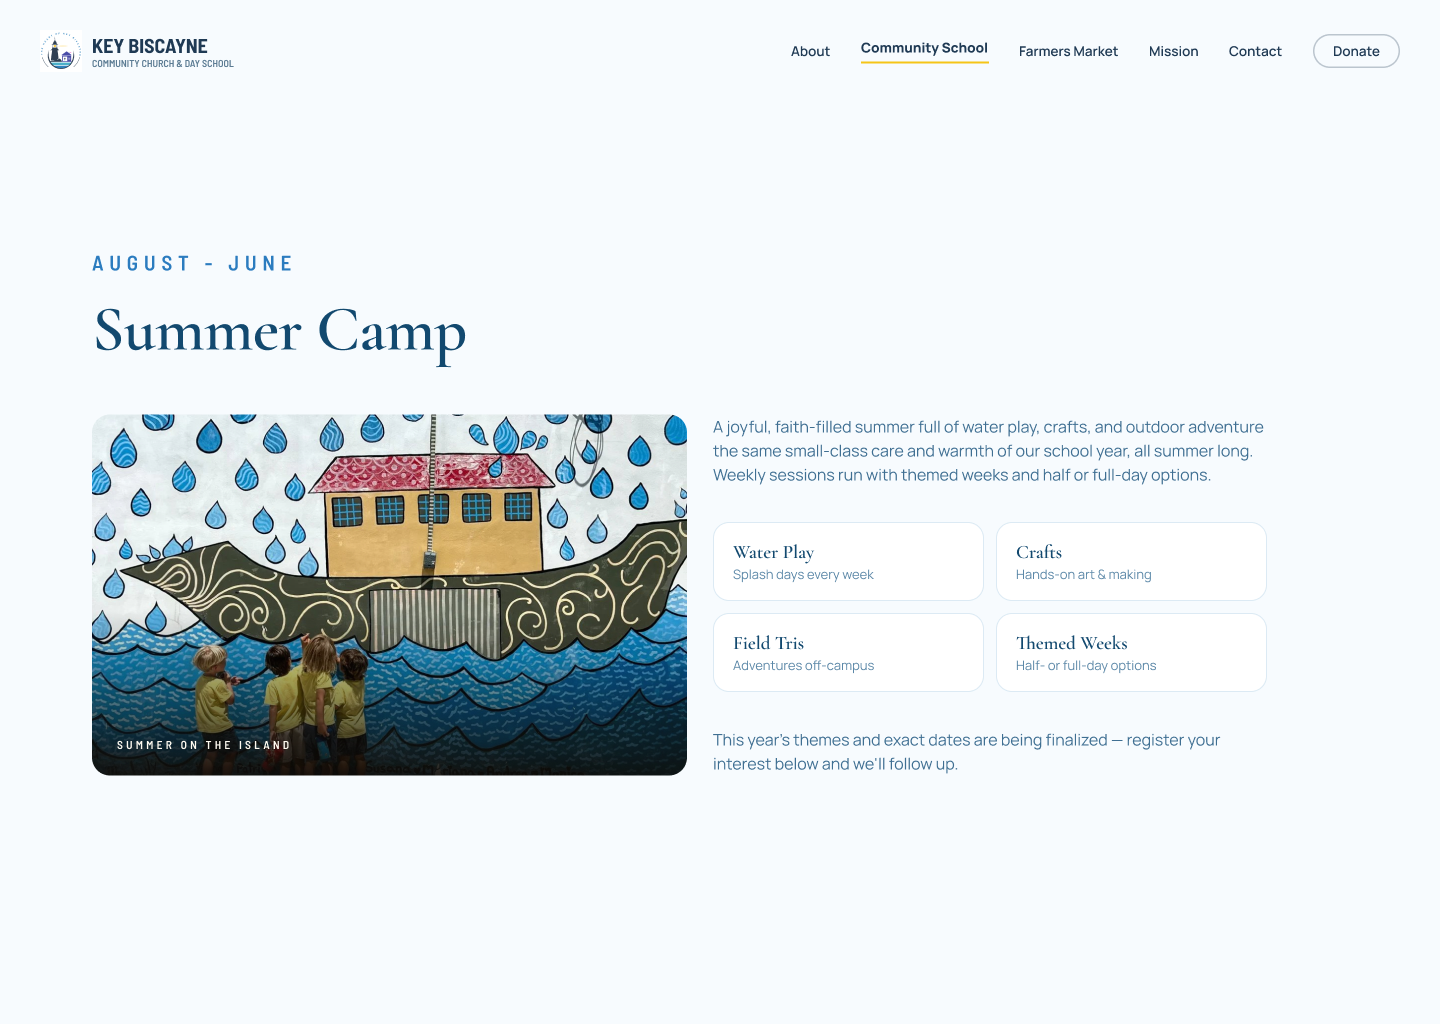 KEY BISCAYNE
COMMUNITY CHURCH & DAY SCHOOL
About
Community School
Farmers Market
Mission
Contact
Donate
AUGUST - JUNE
Summer Camp
SUMMER ON THE ISLAND
A joyful, faith-filled summer full of water play, crafts, and outdoor adventure
the same small-class care and warmth of our school year, all summer long.
Weekly sessions run with themed weeks and half or full-day options.
Water Play
Splash days every week
Crafts
Hands-on art & making
Field Tris
Adventures off-campus
Themed Weeks
Half- or full-day options
This year's themes and exact dates are being finalized — register your
interest below and we'll follow up.